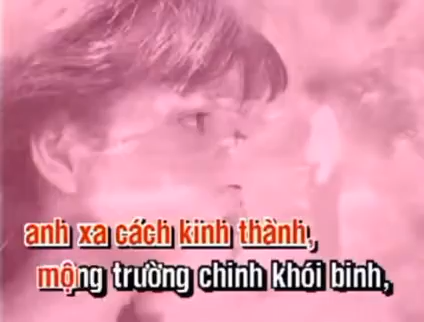 anh xa cách kinh thành,
mộng trường chinh khói binh,